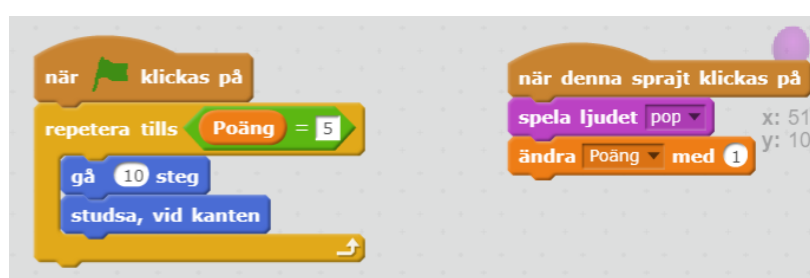 när klickas på
repetera tills Poäng = 5
gå 10 steg
studsa, vid kanten
när denna sprajt klickas på
spela ljudet pop
ändra Poäng med 1
x: 51
y: 10